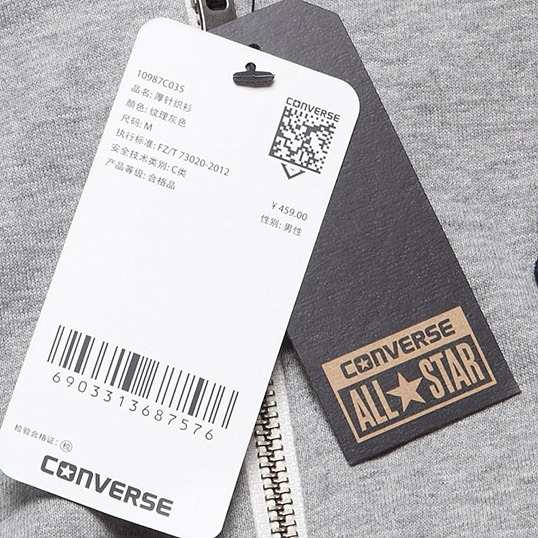 10987C035
品名: 厚针织衫
颜色: 纹理灰色
尺码: M
执行标准: FZ/T 73020-2012
安全技术类别: C类
产品等级: 合格品
CONVERSE
¥ 459.00
性别: 男性
6903313687576
检验合格证: 检
CONVERSE
CONVERSE
ALL★STAR